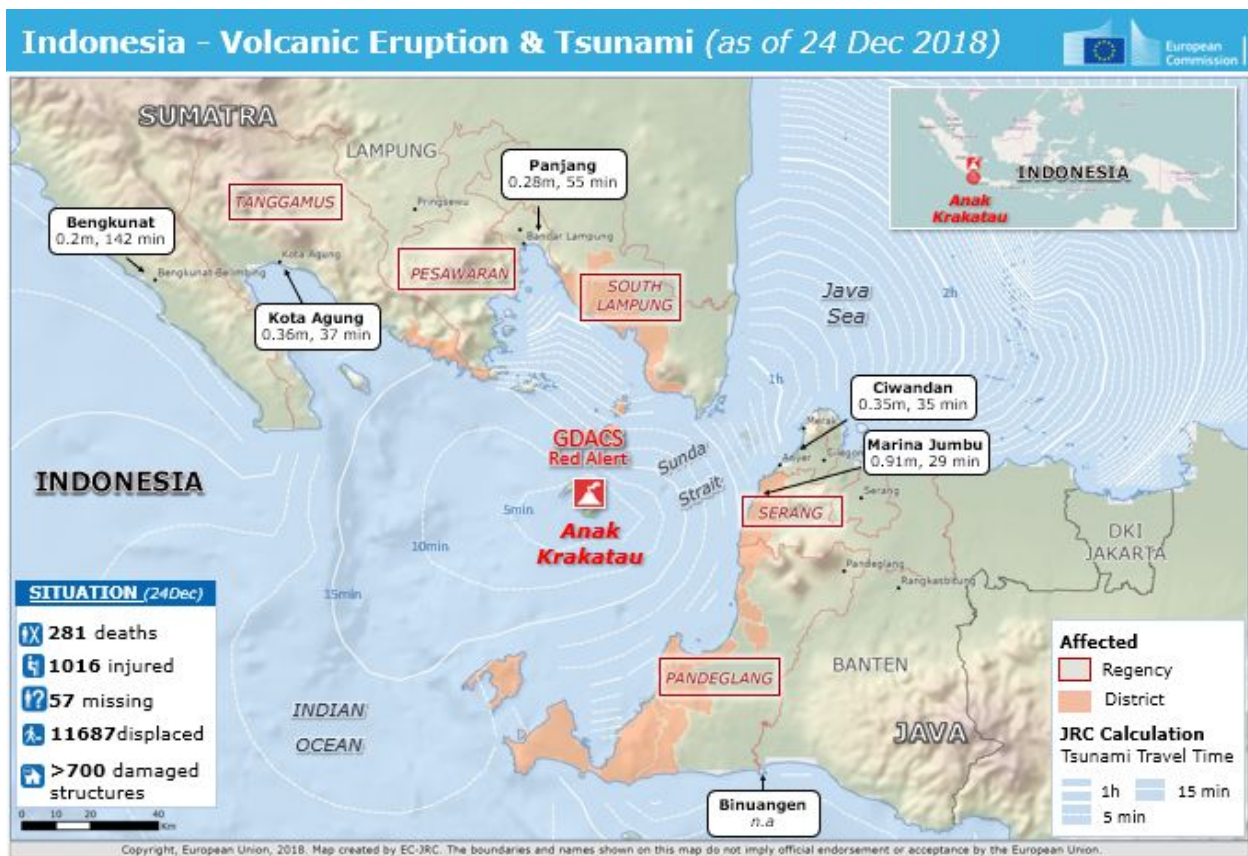 Indonesia - Volcanic Eruption & Tsunami (as of 24 Dec 2018)
European
Commission
SUMATRA
LAMPUNG
Panjang
0.28m, 55 min
TANGGAMUS
Pringsewu
Bengkunat
0.2m, 142 min
Bandar Lampung
Kota Agung
Bengkunat-Belimbing
PESAWARAN
SOUTH
LAMPUNG
Kota Agung
0.36m, 37 min
INDONESIA
Anak
Krakatau
Java
Sea
2h
1h
Ciwandan
0.35m, 35 min
Merak
GDACS
Red Alert
Marina Jumbu
0.91m, 29 min
Anyer
Cilegon
Sunda
Strait
INDONESIA
5min
Serang
SERANG
Anak
Krakatau
10min
DKI
JAKARTA
Pandeglang
Rangkasbitung
15min
SITUATION (24Dec)
281 deaths
1016 injured
57 missing
11687displaced
>700 damaged
structures
PANDEGLANG
BANTEN
INDIAN
OCEAN
JAVA
Affected
Regency
District
JRC Calculation
Tsunami Travel Time
1h
15 min
5 min
Binuangen
n.a
0 10 20 40
Km
Copyright, European Union, 2018. Map created by EC-JRC. The boundaries and names shown on this map do not imply official endorsement or acceptance by the European Union.